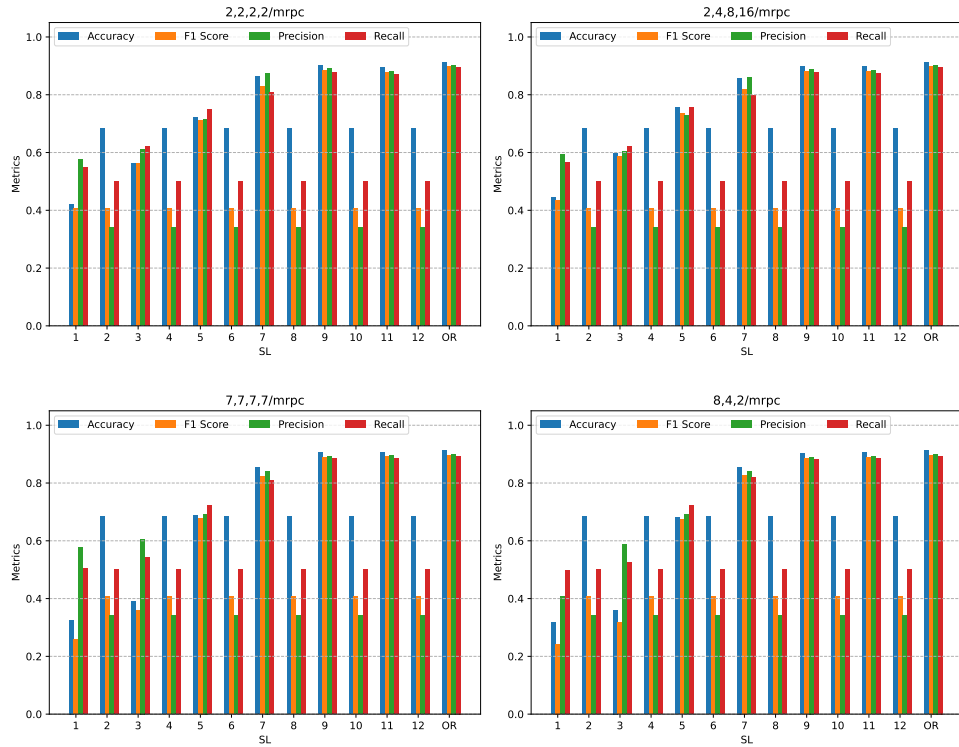 2,2,2,2/mrpc
Accuracy F1 Score Precision Recall
1.0
0.8
0.6
0.4
0.2
0.0
Metrics
1 2 3 4 5 6 7 8 9 10 11 12 OR
SL
2,4,8,16/mrpc
Accuracy F1 Score Precision Recall
1.0
0.8
0.6
0.4
0.2
0.0
Metrics
1 2 3 4 5 6 7 8 9 10 11 12 OR
SL
7,7,7,7/mrpc
Accuracy F1 Score Precision Recall
1.0
0.8
0.6
0.4
0.2
0.0
Metrics
1 2 3 4 5 6 7 8 9 10 11 12 OR
SL
8,4,2/mrpc
Accuracy F1 Score Precision Recall
1.0
0.8
0.6
0.4
0.2
0.0
Metrics
1 2 3 4 5 6 7 8 9 10 11 12 OR
SL